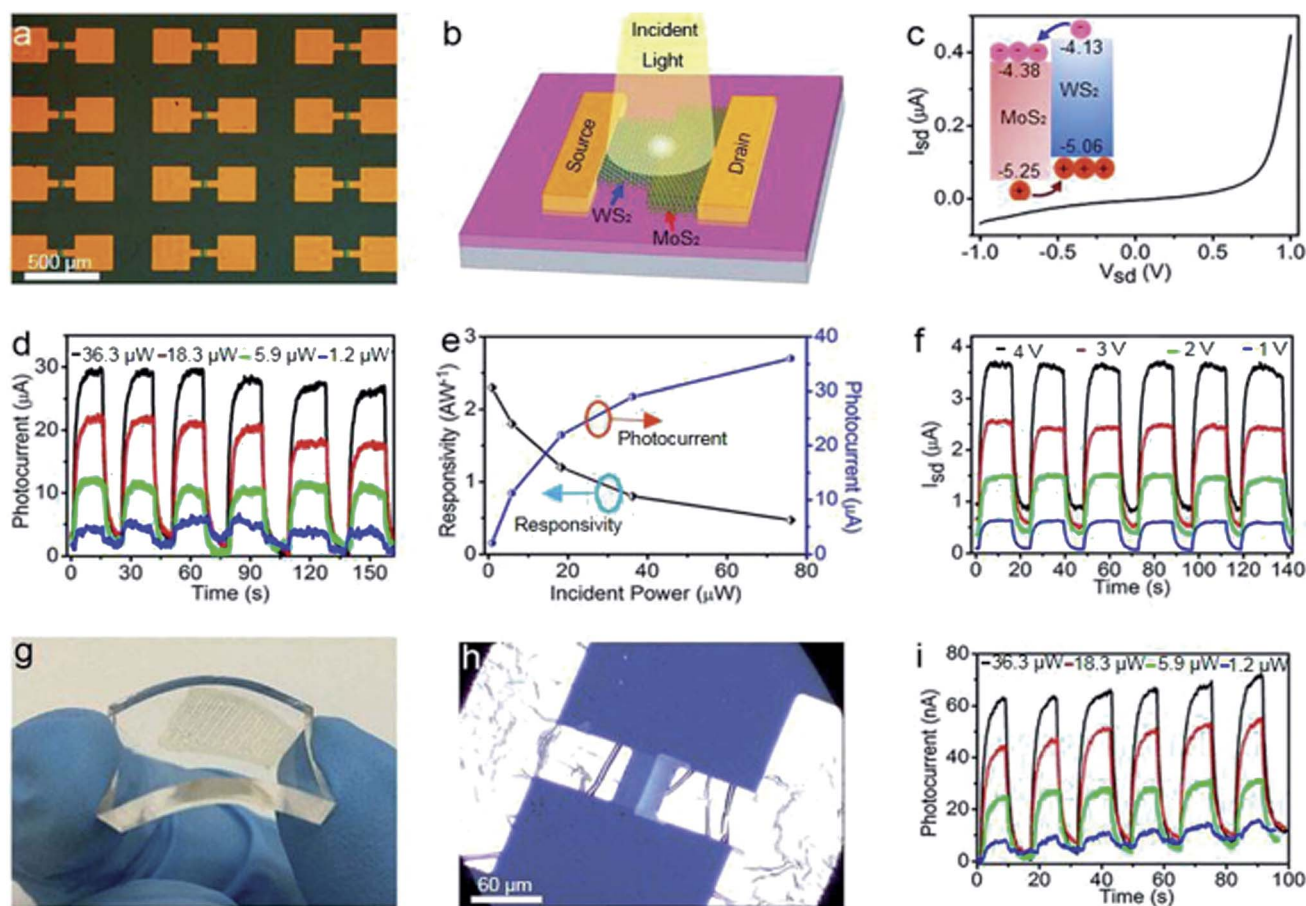 a
500 μm
b
Incident
Light
Source
Drain
WS₂
MoS₂
c
0.4
0.2
0.0
-1.0
-0.5
0.0
0.5
1.0
I_sd (μA)
V_sd (V)
-4.13
-4.38
WS₂
MoS₂
-5.06
-5.25
d
36.3 μW 18.3 μW 5.9 μW 1.2 μW
30
20
10
0
0 30 60 90 120 150
Photocurrent (μA)
Time (s)
e
3
2
1
0
40
30
20
10
0
0 20 40 60 80
Responsivity (AW⁻¹)
Photocurrent (μA)
Photocurrent
Responsivity
Incident Power (μW)
f
4 V 3 V 2 V 1 V
4
3
2
1
0
0 20 40 60 80 100 120 140
I_sd (μA)
Time (s)
g
h
60 μm
i
36.3 μW 18.3 μW 5.9 μW 1.2 μW
80
60
40
20
0
0 20 40 60 80 100
Photocurrent (nA)
Time (s)